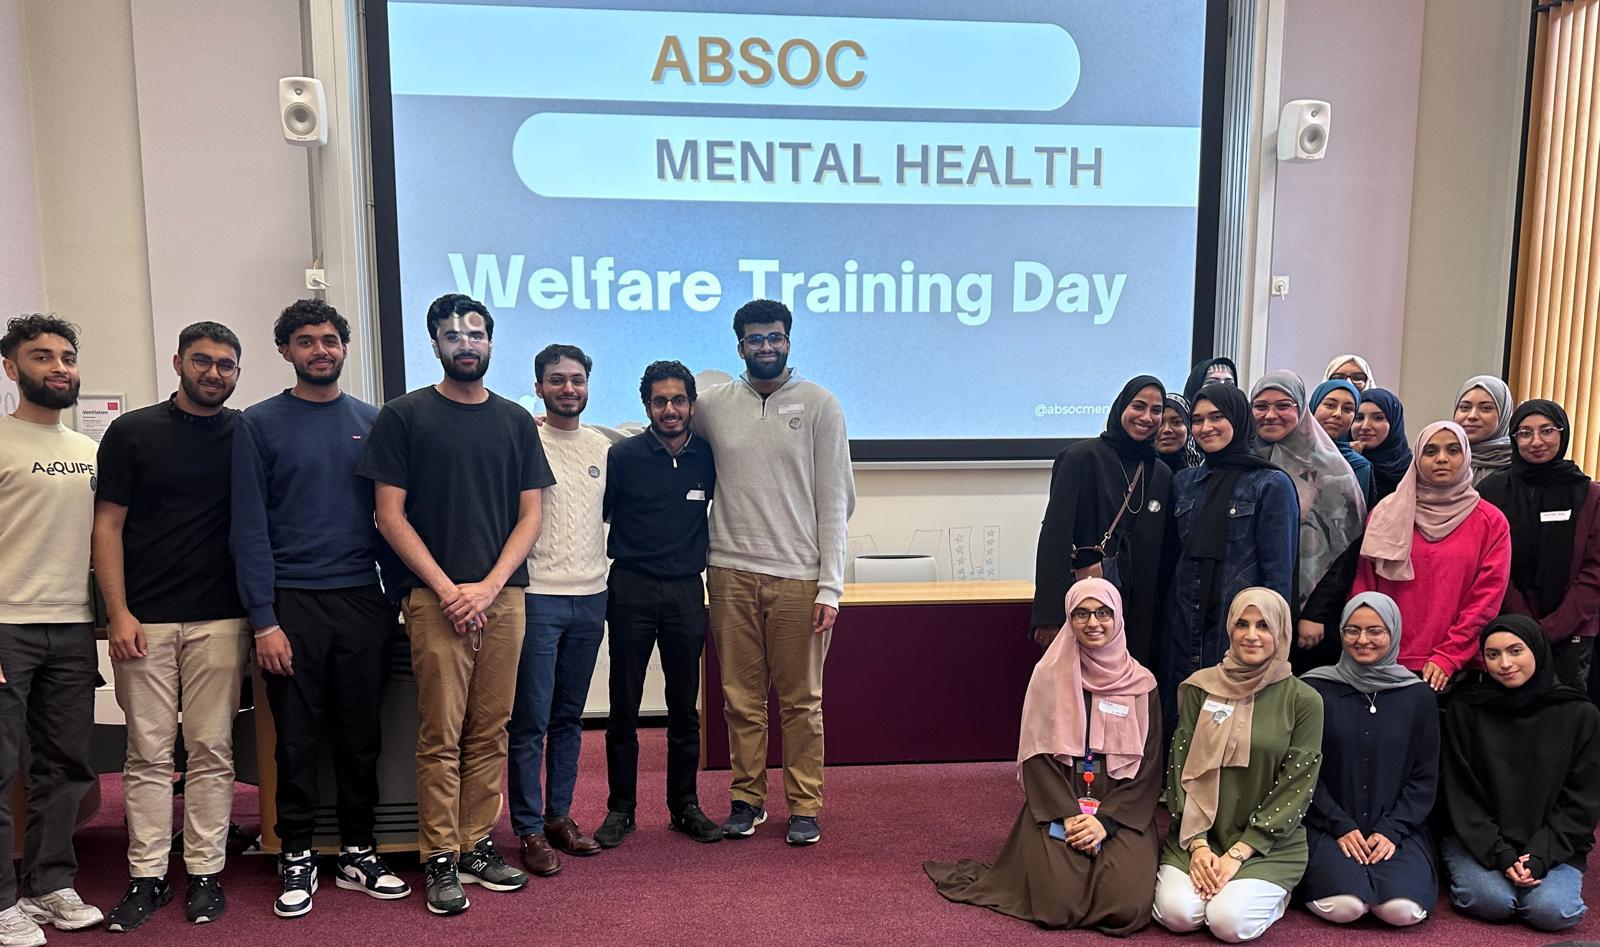 ABSOC
MENTAL HEALTH
Welfare Training Day
@absocmen
AéQUIPE
Ventilation